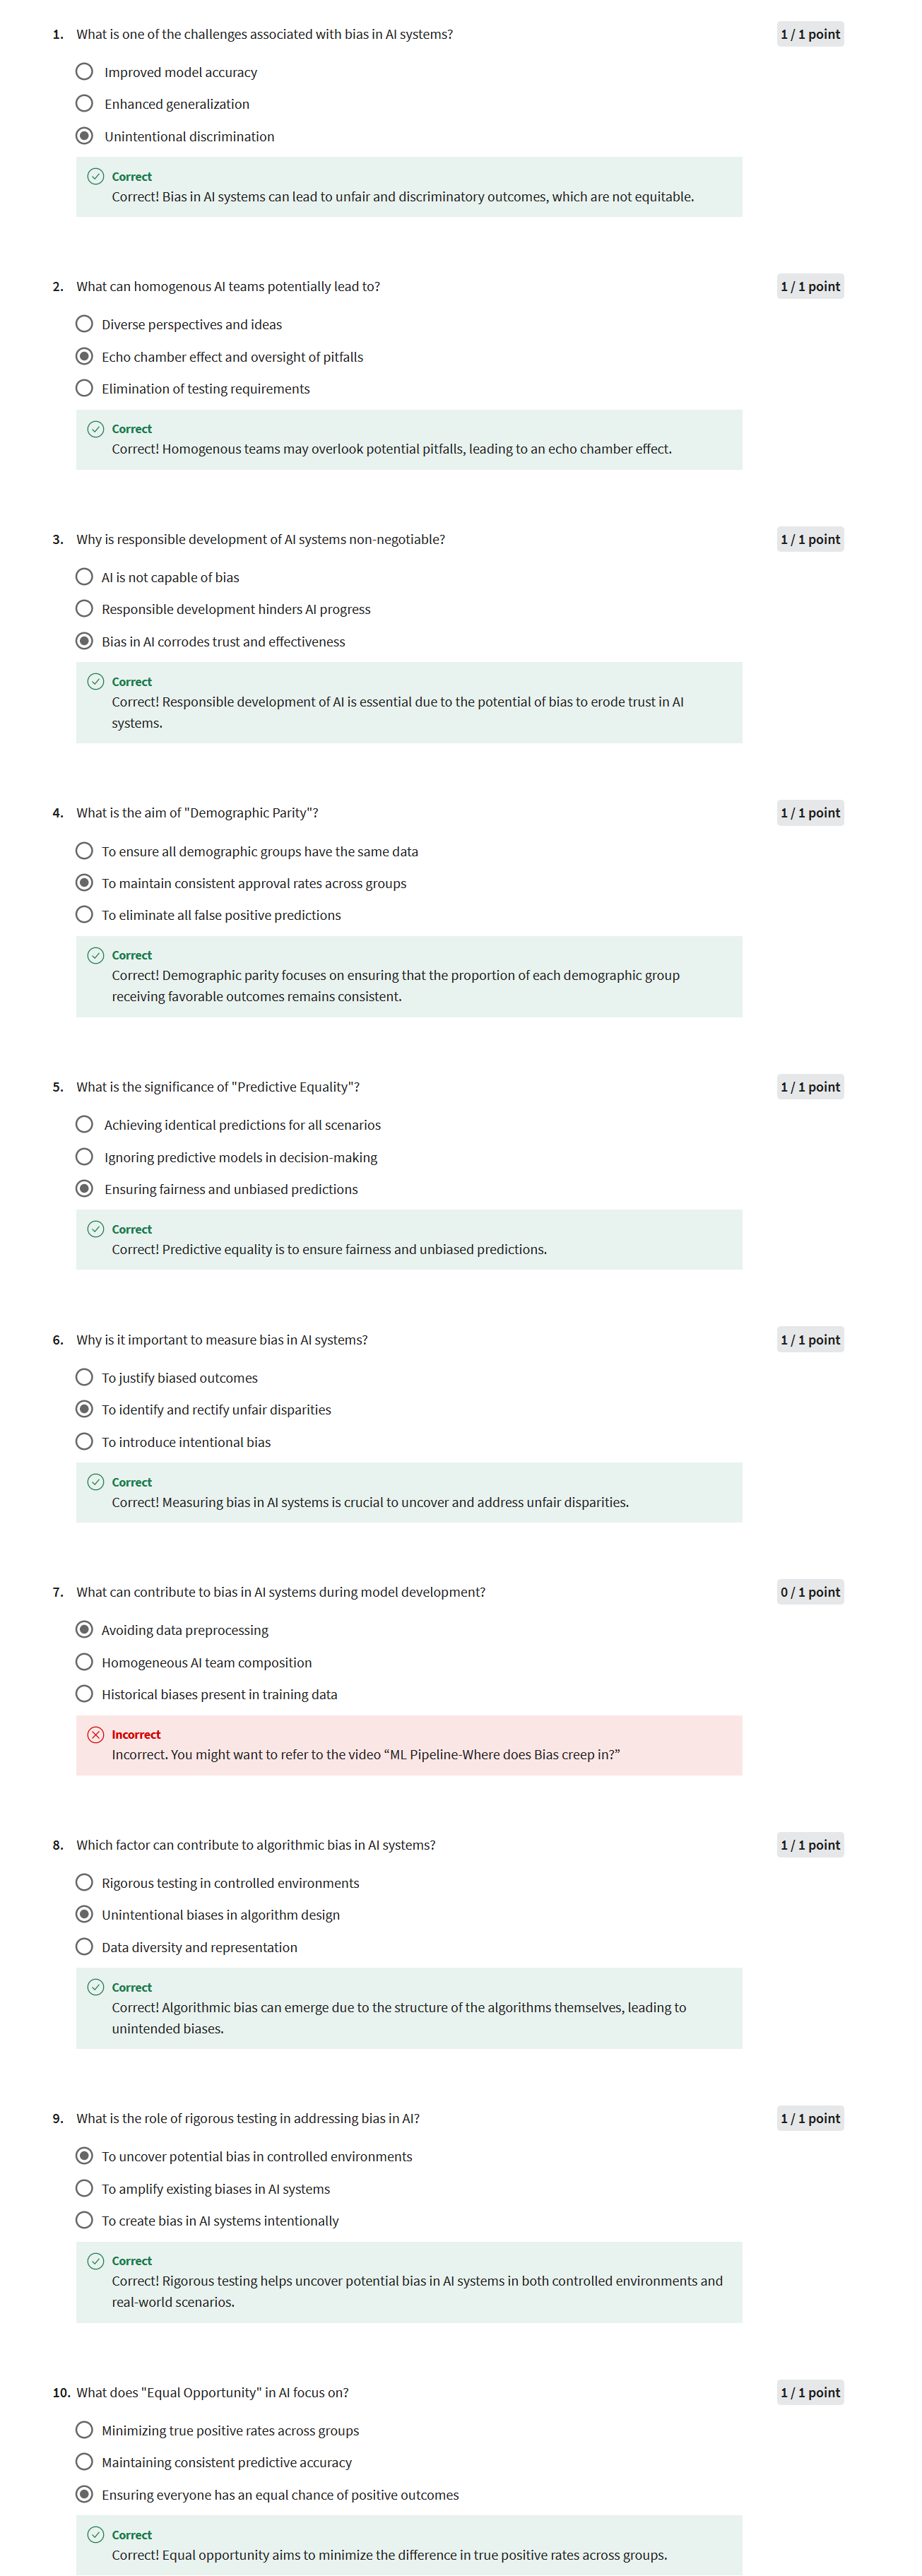 1. What is one of the challenges associated with bias in AI systems? 1 / 1 point
Improved model accuracy
Enhanced generalization
Unintentional discrimination
Correct
Correct! Bias in AI systems can lead to unfair and discriminatory outcomes, which are not equitable.
2. What can homogenous AI teams potentially lead to? 1 / 1 point
Diverse perspectives and ideas
Echo chamber effect and oversight of pitfalls
Elimination of testing requirements
Correct
Correct! Homogenous teams may overlook potential pitfalls, leading to an echo chamber effect.
3. Why is responsible development of AI systems non-negotiable? 1 / 1 point
AI is not capable of bias
Responsible development hinders AI progress
Bias in AI corrodes trust and effectiveness
Correct
Correct! Responsible development of AI is essential due to the potential of bias to erode trust in AI
systems.
4. What is the aim of "Demographic Parity"? 1 / 1 point
To ensure all demographic groups have the same data
To maintain consistent approval rates across groups
To eliminate all false positive predictions
Correct
Correct! Demographic parity focuses on ensuring that the proportion of each demographic group
receiving favorable outcomes remains consistent.
5. What is the significance of "Predictive Equality"? 1 / 1 point
Achieving identical predictions for all scenarios
Ignoring predictive models in decision-making
Ensuring fairness and unbiased predictions
Correct
Correct! Predictive equality is to ensure fairness and unbiased predictions.
6. Why is it important to measure bias in AI systems? 1 / 1 point
To justify biased outcomes
To identify and rectify unfair disparities
To introduce intentional bias
Correct
Correct! Measuring bias in AI systems is crucial to uncover and address unfair disparities.
7. What can contribute to bias in AI systems during model development? 0 / 1 point
Avoiding data preprocessing
Homogeneous AI team composition
Historical biases present in training data
Incorrect
Incorrect. You might want to refer to the video “ML Pipeline-Where does Bias creep in?”
8. Which factor can contribute to algorithmic bias in AI systems? 1 / 1 point
Rigorous testing in controlled environments
Unintentional biases in algorithm design
Data diversity and representation
Correct
Correct! Algorithmic bias can emerge due to the structure of the algorithms themselves, leading to
unintended biases.
9. What is the role of rigorous testing in addressing bias in AI? 1 / 1 point
To uncover potential bias in controlled environments
To amplify existing biases in AI systems
To create bias in AI systems intentionally
Correct
Correct! Rigorous testing helps uncover potential bias in AI systems in both controlled environments and
real-world scenarios.
10. What does "Equal Opportunity" in AI focus on? 1 / 1 point
Minimizing true positive rates across groups
Maintaining consistent predictive accuracy
Ensuring everyone has an equal chance of positive outcomes
Correct
Correct! Equal opportunity aims to minimize the difference in true positive rates across groups.